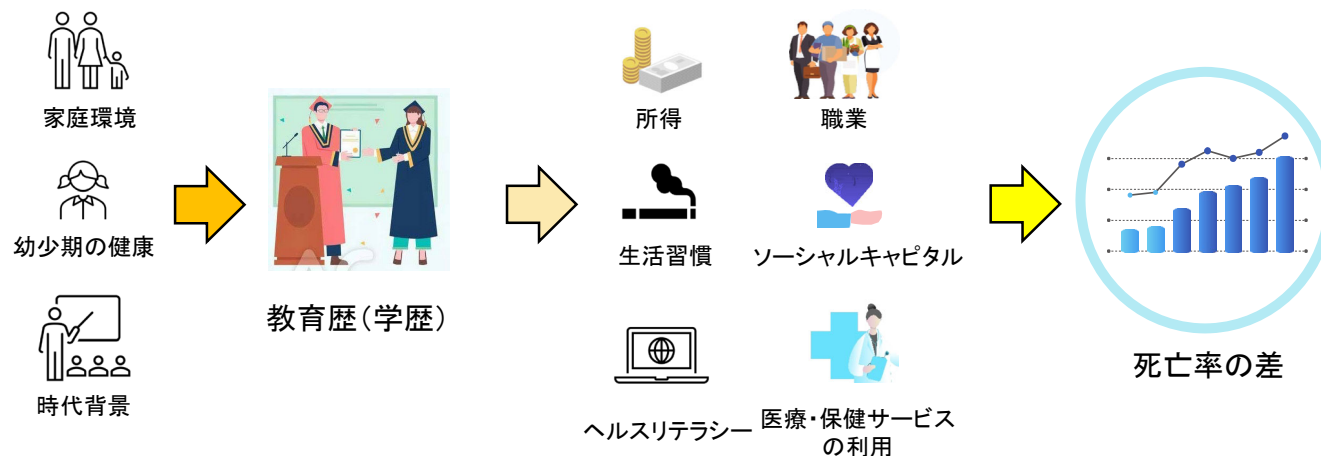 家庭環境
幼少期の健康
時代背景
教育歴(学歴)
所得
職業
生活習慣
ソーシャルキャピタル
ヘルスリテラシー
医療・保健サービス
の利用
死亡率の差